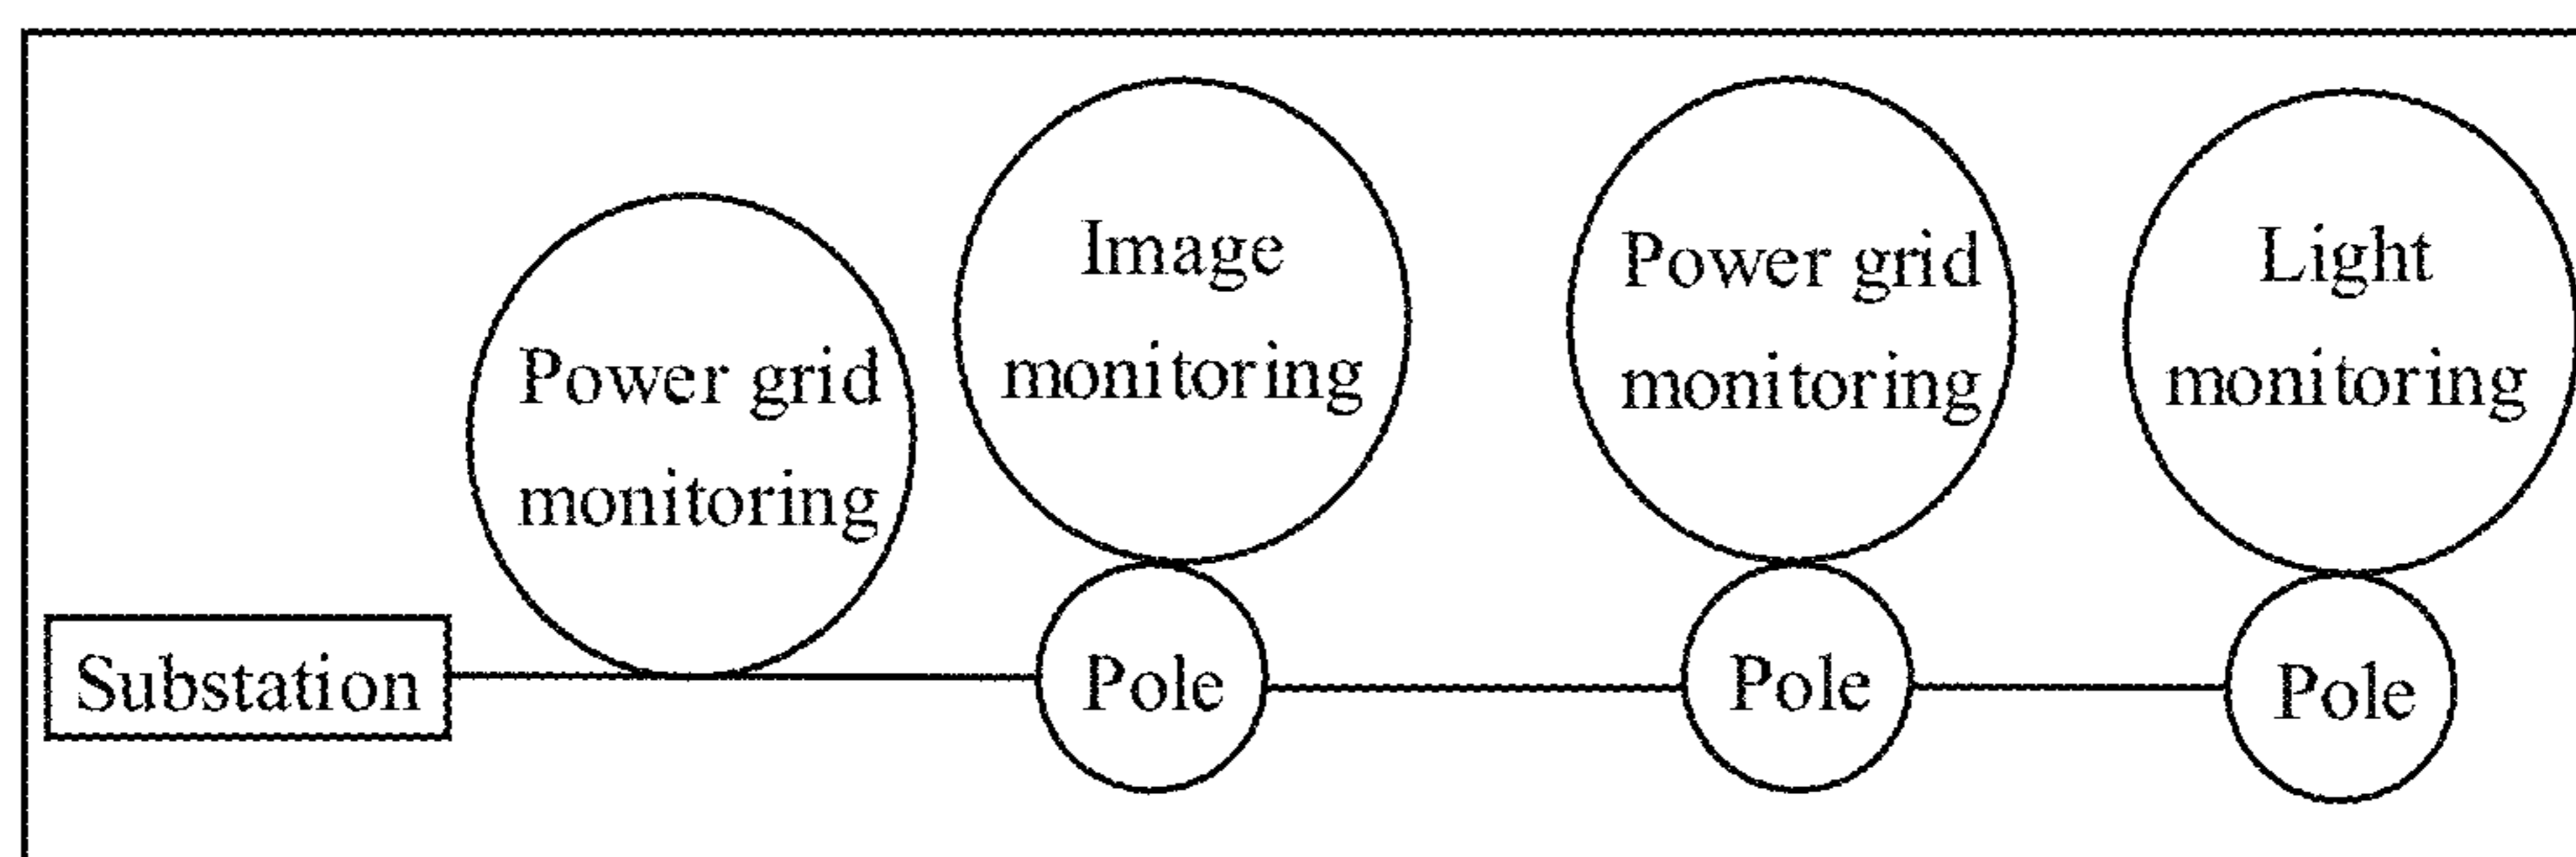 Power grid
monitoring
Image
monitoring
Power grid
monitoring
Light
monitoring
Substation
Pole
Pole
Pole